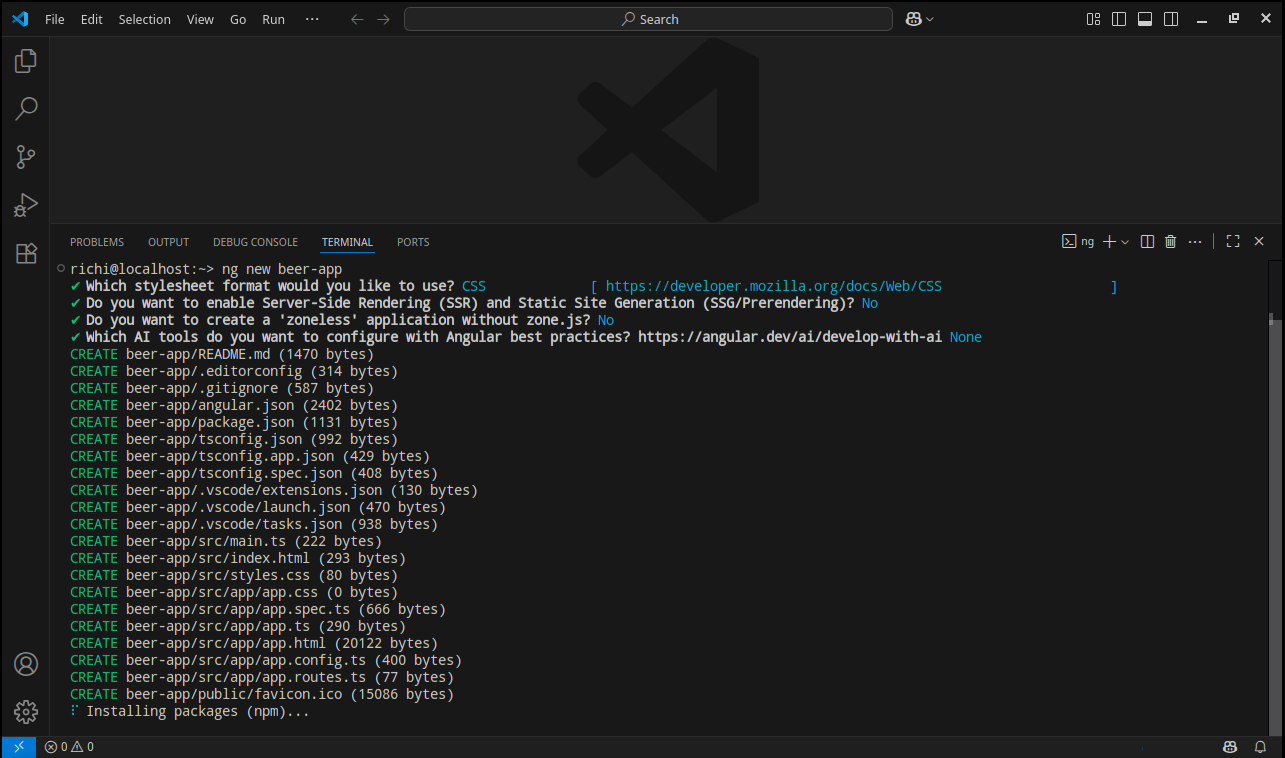 File Edit Selection View Go Run ··· Search
PROBLEMS OUTPUT DEBUG CONSOLE TERMINAL PORTS ng
richi@localhost:~> ng new beer-app
✔ Which stylesheet format would you like to use? CSS [ https://developer.mozilla.org/docs/Web/CSS ]
✔ Do you want to enable Server-Side Rendering (SSR) and Static Site Generation (SSG/Prerendering)? No
✔ Do you want to create a 'zoneless' application without zone.js? No
✔ Which AI tools do you want to configure with Angular best practices? https://angular.dev/ai/develop-with-ai None
CREATE beer-app/README.md (1470 bytes)
CREATE beer-app/.editorconfig (314 bytes)
CREATE beer-app/.gitignore (587 bytes)
CREATE beer-app/angular.json (2402 bytes)
CREATE beer-app/package.json (1131 bytes)
CREATE beer-app/tsconfig.json (992 bytes)
CREATE beer-app/tsconfig.app.json (429 bytes)
CREATE beer-app/tsconfig.spec.json (408 bytes)
CREATE beer-app/.vscode/extensions.json (130 bytes)
CREATE beer-app/.vscode/launch.json (470 bytes)
CREATE beer-app/.vscode/tasks.json (938 bytes)
CREATE beer-app/src/main.ts (222 bytes)
CREATE beer-app/src/index.html (293 bytes)
CREATE beer-app/src/styles.css (80 bytes)
CREATE beer-app/src/app/app.css (0 bytes)
CREATE beer-app/src/app/app.spec.ts (666 bytes)
CREATE beer-app/src/app/app.ts (290 bytes)
CREATE beer-app/src/app/app.html (20122 bytes)
CREATE beer-app/src/app/app.config.ts (400 bytes)
CREATE beer-app/src/app/app.routes.ts (77 bytes)
CREATE beer-app/public/favicon.ico (15086 bytes)
⠏ Installing packages (npm)...
0 0